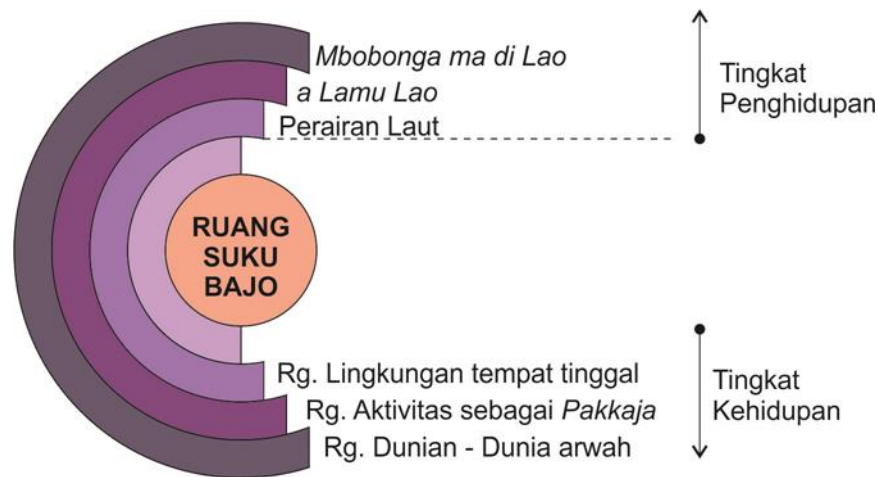 Mbobonga ma di Lao
a Lamu Lao
Perairan Laut
Tingkat
Penghidupan
RUANG
SUKU
BAJO
Rg. Lingkungan tempat tinggal
Rg. Aktivitas sebagai Pakkaja
Rg. Dunian - Dunia arwah
Tingkat
Kehidupan